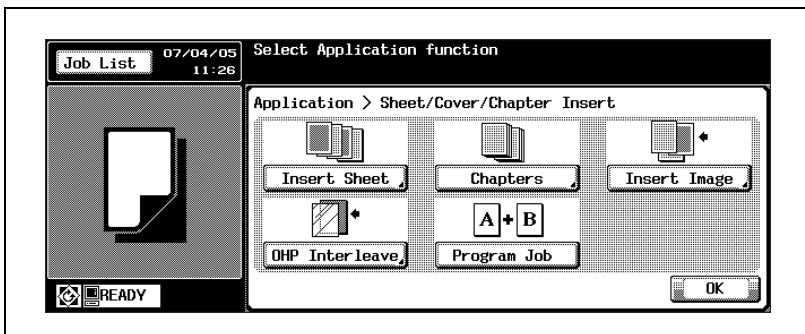 Job List
07/04/05
11:26
Select Application function
Application > Sheet/Cover/Chapter Insert
Insert Sheet
Chapters
Insert Image
A+B
OHP Interleave
Program Job
READY
OK